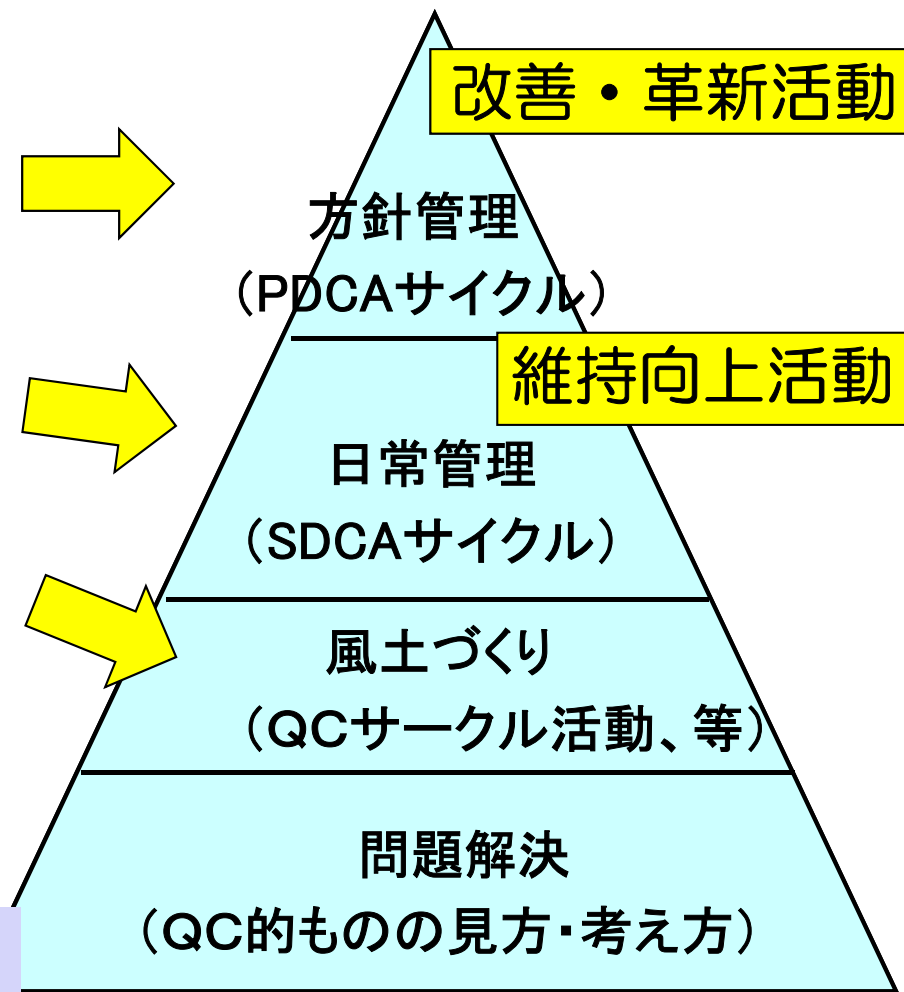 改善・革新活動
方針管理
（PDCAサイクル）
維持向上活動
日常管理
（SDCAサイクル）
風土づくり
（QCサークル活動、等）
問題解決
（QC的ものの見方・考え方）